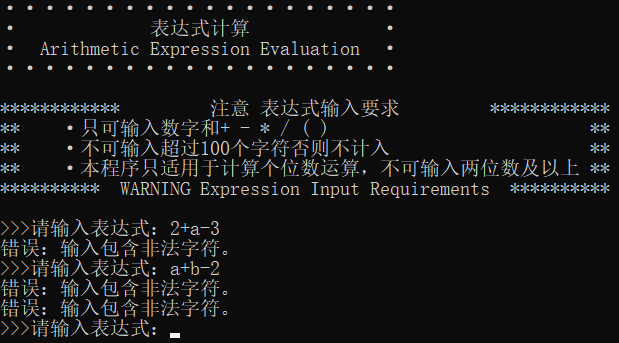 • • • • • • • • • • • • • • • • • • • •
• 表达式计算 •
• Arithmetic Expression Evaluation •
• • • • • • • • • • • • • • • • • • • •
************ 注意 表达式输入要求 ************
** •只可输入数字和+ - * / ( ) **
** •不可输入超过100个字符否则不计入 **
** •本程序只适用于计算个位数运算，不可输入两位数及以上 **
********** WARNING Expression Input Requirements **********
>>>请输入表达式：2+a-3
错误：输入包含非法字符。
>>>请输入表达式：a+b-2
错误：输入包含非法字符。
错误：输入包含非法字符。
>>>请输入表达式：